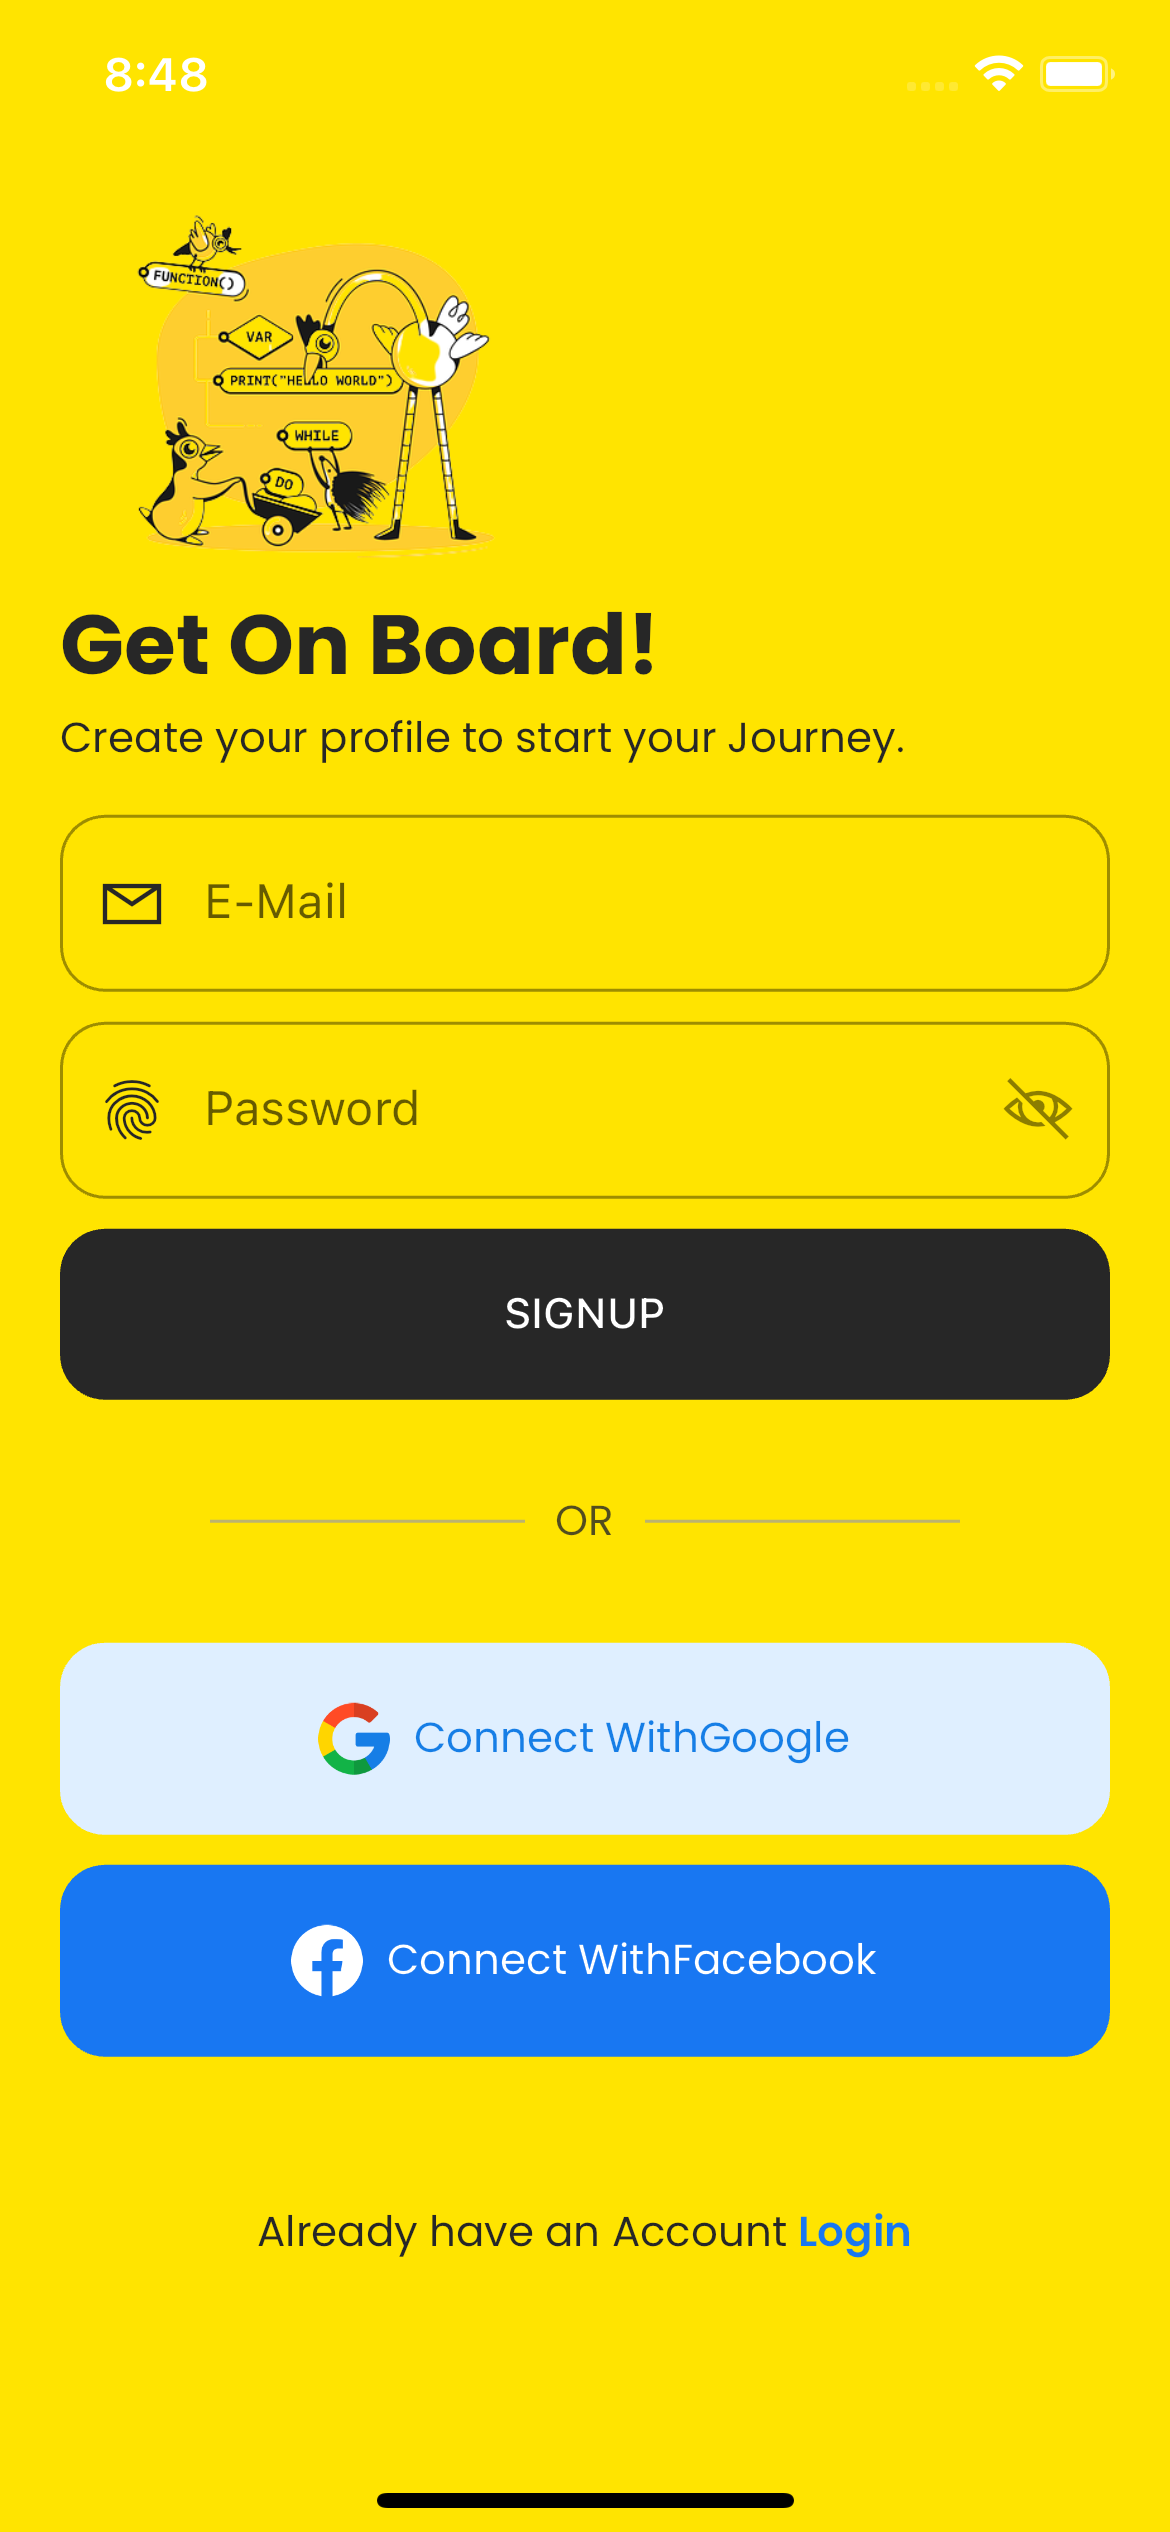 8:48
FUNCTION()
VAR
PRINT("HELLO WORLD")
WHILE
DO
Get On Board!
Create your profile to start your Journey.
E-Mail
Password
SIGNUP
OR
Connect WithGoogle
Connect WithFacebook
Already have an Account Login